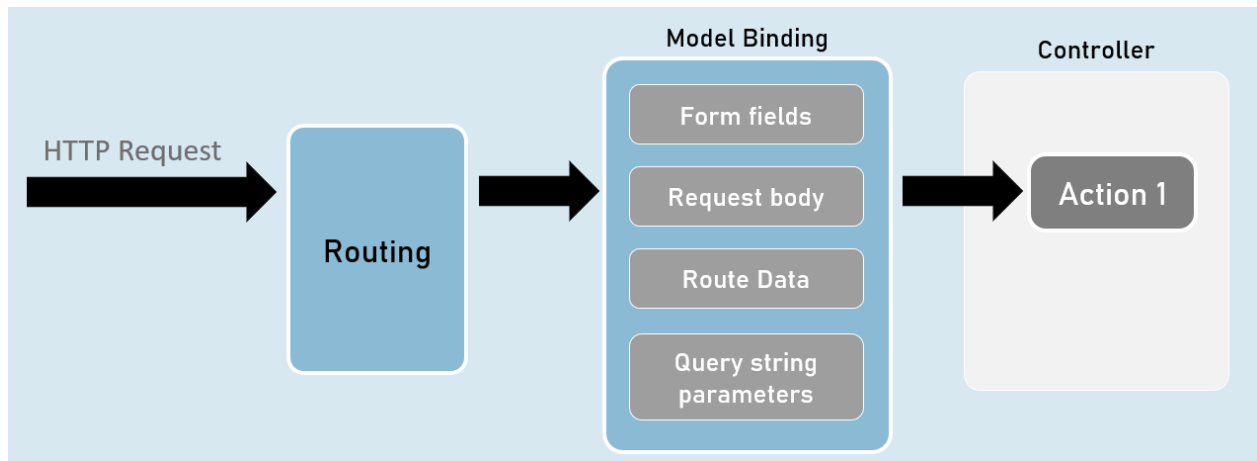 HTTP Request
Routing
Model Binding
Form fields
Request body
Route Data
Query string
parameters
Controller
Action 1